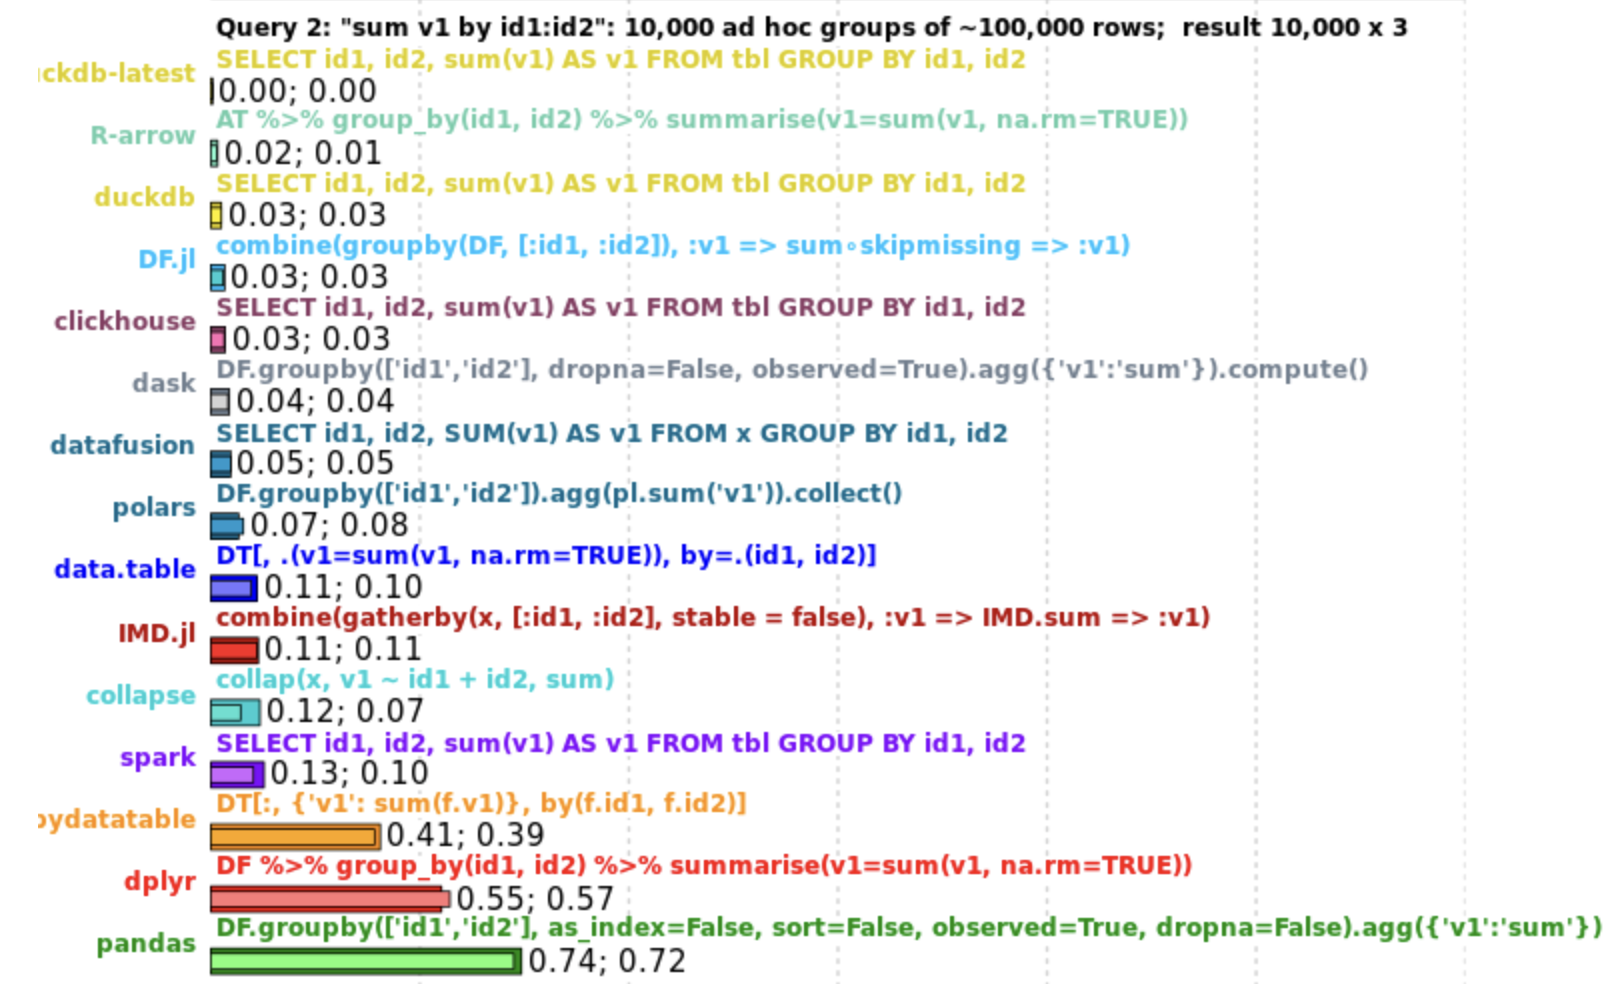 Query 2: "sum v1 by id1:id2": 10,000 ad hoc groups of ~100,000 rows;  result 10,000 x 3
SELECT id1, id2, sum(v1) AS v1 FROM tbl GROUP BY id1, id2
uckdb-latest
0.00; 0.00
AT %>% group_by(id1, id2) %>% summarise(v1=sum(v1, na.rm=TRUE))
R-arrow
0.02; 0.01
SELECT id1, id2, sum(v1) AS v1 FROM tbl GROUP BY id1, id2
duckdb
0.03; 0.03
combine(groupby(DF, [:id1, :id2]), :v1 => sum∘skipmissing => :v1)
DF.jl
0.03; 0.03
SELECT id1, id2, sum(v1) AS v1 FROM tbl GROUP BY id1, id2
clickhouse
0.03; 0.03
DF.groupby(['id1','id2'], dropna=False, observed=True).agg({'v1':'sum'}).compute()
dask
0.04; 0.04
SELECT id1, id2, SUM(v1) AS v1 FROM x GROUP BY id1, id2
datafusion
0.05; 0.05
DF.groupby(['id1','id2']).agg(pl.sum('v1')).collect()
polars
0.07; 0.08
DT[, .(v1=sum(v1, na.rm=TRUE)), by=.(id1, id2)]
data.table
0.11; 0.10
combine(gatherby(x, [:id1, :id2], stable = false), :v1 => IMD.sum => :v1)
IMD.jl
0.11; 0.11
collap(x, v1 ~ id1 + id2, sum)
collapse
0.12; 0.07
SELECT id1, id2, sum(v1) AS v1 FROM tbl GROUP BY id1, id2
spark
0.13; 0.10
DT[:, {'v1': sum(f.v1)}, by(f.id1, f.id2)]
pydatatable
0.41; 0.39
DF %>% group_by(id1, id2) %>% summarise(v1=sum(v1, na.rm=TRUE))
dplyr
0.55; 0.57
DF.groupby(['id1','id2'], as_index=False, sort=False, observed=True, dropna=False).agg({'v1':'sum'})
pandas
0.74; 0.72